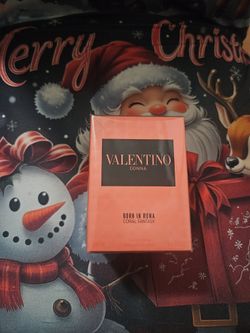 Merry Christ
VALENTINO
DONNA
BORN IN ROMA
CORAL FANTASY